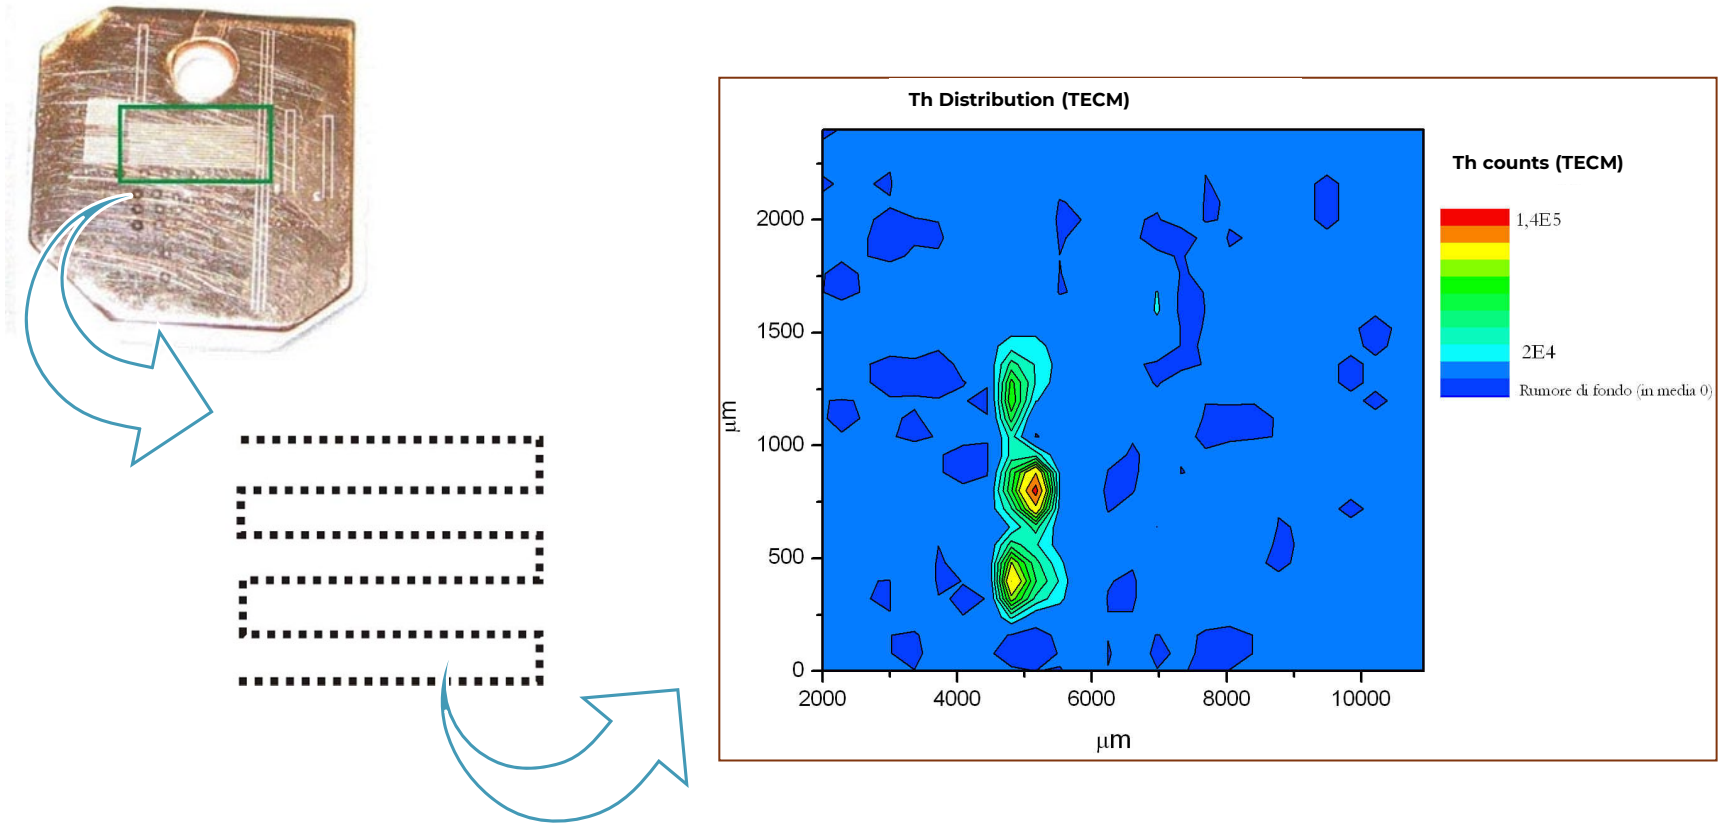 Th Distribution (TECM)
Th counts (TECM)
1,4E5
2E4
Rumore di fondo (in media 0)
2000
1500
1000
500
0
μm
2000 4000 6000 8000 10000
μm